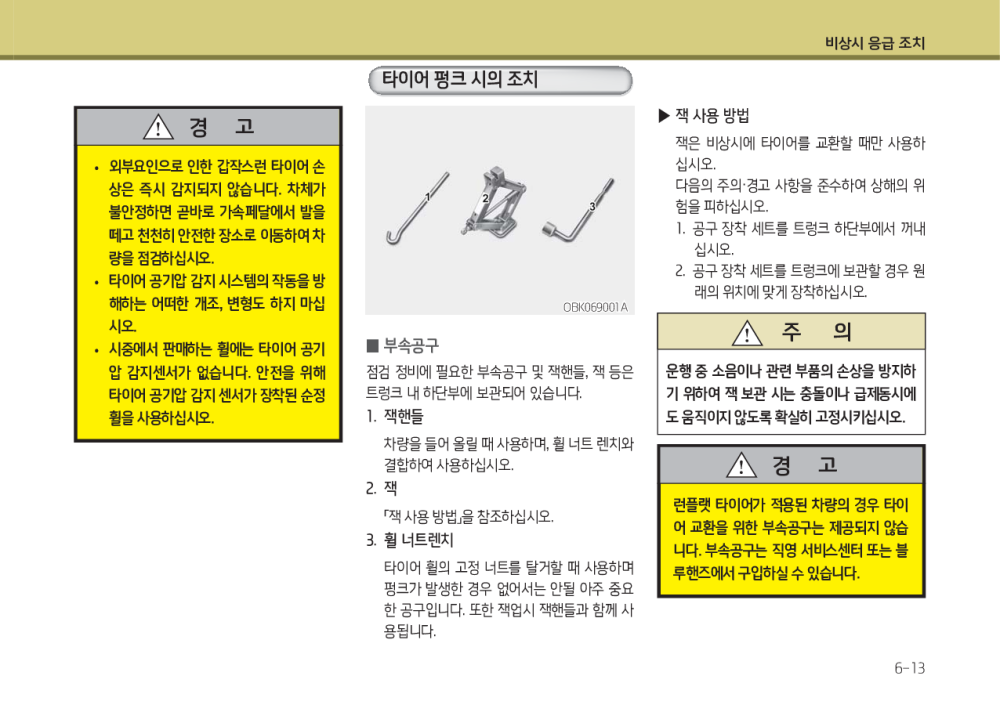 비상시 응급 조치
경 고
• 외부요인으로 인한 갑작스런 타이어 손
상은 즉시 감지되지 않습니다. 차체가
불안정하면 곧바로 가속페달에서 발을
떼고 천천히 안전한 장소로 이동하여 차
량을 점검하십시오.
• 타이어 공기압 감지 시스템의 작동을 방
해하는 어떠한 개조, 변형도 하지 마십
시오.
• 시중에서 판매하는 휠에는 타이어 공기
압 감지센서가 없습니다. 안전을 위해
타이어 공기압 감지 센서가 장착된 순정
휠을 사용하십시오.
타이어 펑크 시의 조치
1
2
3
OBK069001A
■ 부속공구
점검 정비에 필요한 부속공구 및 잭핸들, 잭 등은
트렁크 내 하단부에 보관되어 있습니다.
1. 잭핸들
차량을 들어 올릴 때 사용하며, 휠 너트 렌치와
결합하여 사용하십시오.
2. 잭
「잭 사용 방법」을 참조하십시오.
3. 휠 너트렌치
타이어 휠의 고정 너트를 탈거할 때 사용하며
펑크가 발생한 경우 없어서는 안될 아주 중요
한 공구입니다. 또한 잭업시 잭핸들과 함께 사
용됩니다.
▶ 잭 사용 방법
잭은 비상시에 타이어를 교환할 때만 사용하
십시오.
다음의 주의·경고 사항을 준수하여 상해의 위
험을 피하십시오.
1. 공구 장착 세트를 트렁크 하단부에서 꺼내
십시오.
2. 공구 장착 세트를 트렁크에 보관할 경우 원
래의 위치에 맞게 장착하십시오.
주 의
운행 중 소음이나 관련 부품의 손상을 방지하
기 위하여 잭 보관 시는 충돌이나 급제동시에
도 움직이지 않도록 확실히 고정시키십시오.
경 고
런플랫 타이어가 적용된 차량의 경우 타이
어 교환을 위한 부속공구는 제공되지 않습
니다. 부속공구는 직영 서비스센터 또는 블
루핸즈에서 구입하실 수 있습니다.
6-13